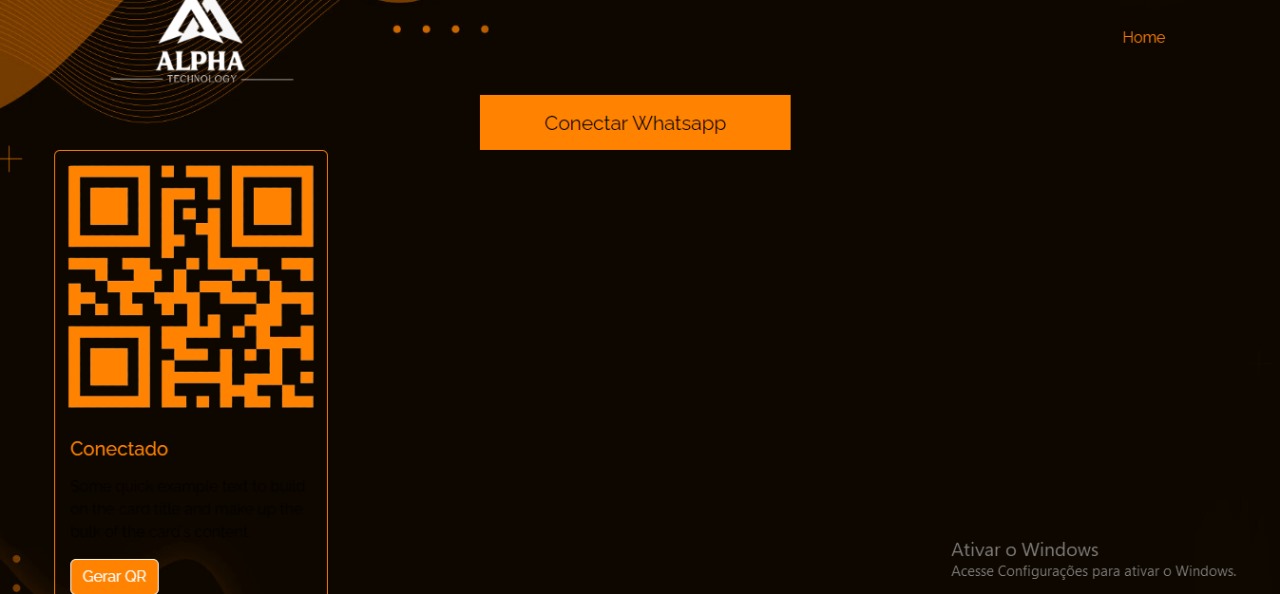 ALPHA
TECHNOLOGY
Home
Conectar Whatsapp
Conectado
Some quick example text to build
on the card title and make up the
bulk of the card's content.
Gerar QR
Ativar o Windows
Acesse Configurações para ativar o Windows.